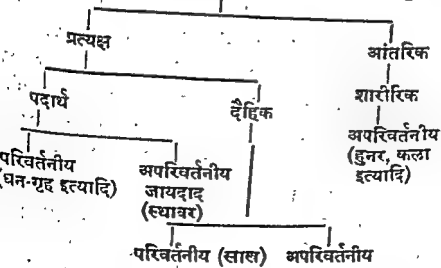 प्रत्यक्ष
आंतरिक
पदार्थ
दैहिक
शारीरिक
परिवर्तनीय
(धन-गृह इत्यादि)
अपरिवर्तनीय
जायदाद
(स्थावर)
अपरिवर्तनीय
(हुनर, कला
इत्यादि)
परिवर्तनीय (साख) अपरिवर्तनीय